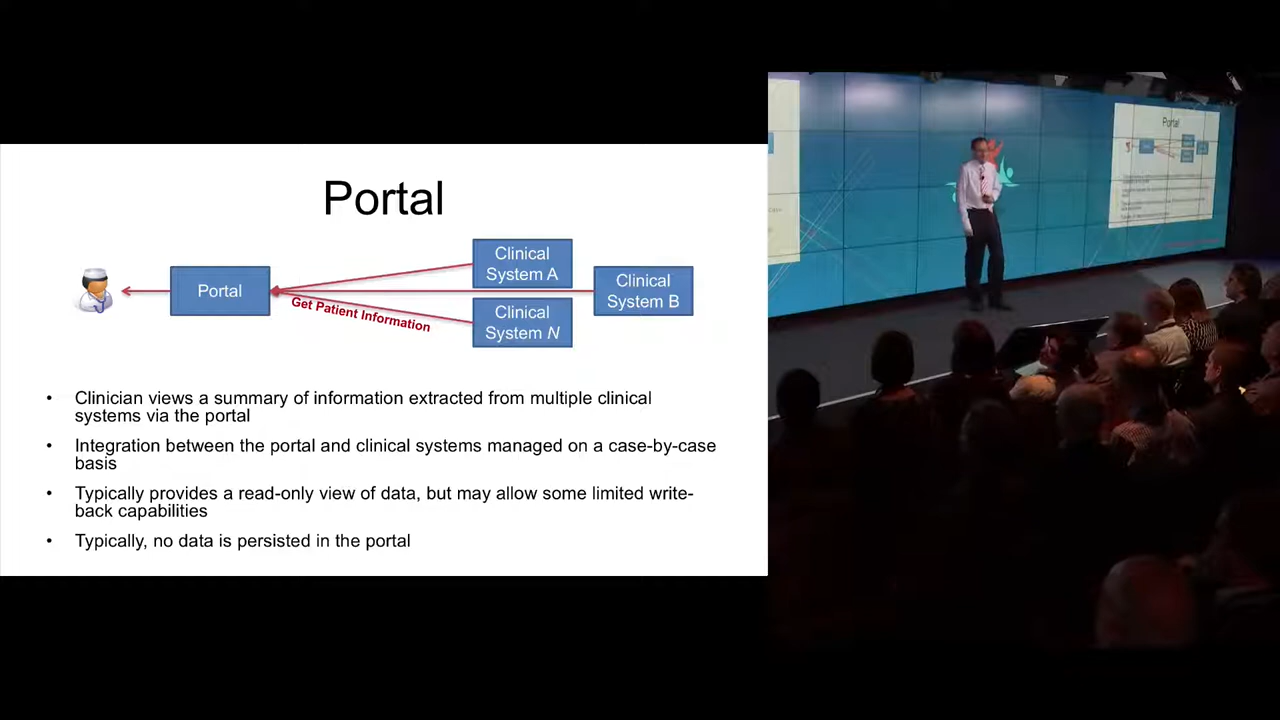 Portal
Clinical
System A
Portal
Clinical
System B
Get Patient Information
Clinical
System N
• Clinician views a summary of information extracted from multiple clinical
systems via the portal
• Integration between the portal and clinical systems managed on a case-by-case
basis
• Typically provides a read-only view of data, but may allow some limited write-
back capabilities
• Typically, no data is persisted in the portal
Portal